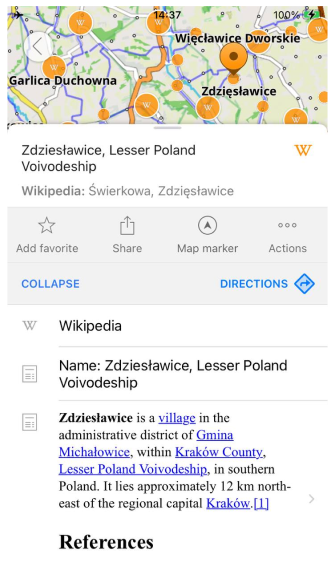 14:37
100%
Więcławice Dworskie
Garlica Duchowna
Zdzięsławice
Zdziesławice, Lesser Poland
Voivodeship
W
Wikipedia: Świerkowa, Zdzięsławice
Add favorite
Share
Map marker
Actions
COLLAPSE
DIRECTIONS
W
Wikipedia
Name: Zdziesławice, Lesser Poland
Voivodeship
Zdziesławice is a village in the
administrative district of Gmina
Michałowice, within Kraków County,
Lesser Poland Voivodeship, in southern
Poland. It lies approximately 12 km north-
east of the regional capital Kraków.[1]
References